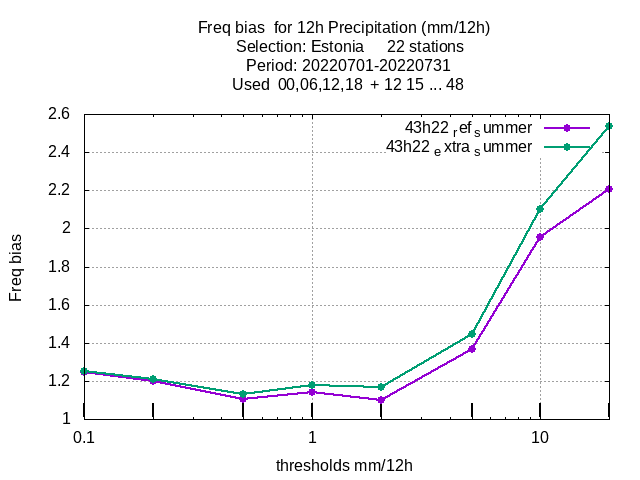 Freq bias  for 12h Precipitation (mm/12h)
Selection: Estonia     22 stations
Period: 20220701-20220731
Used  00,06,12,18  + 12 15 ... 48
43h22 ref summer
43h22 extra summer
2.6
2.4
2.2
2
1.8
1.6
1.4
1.2
1
Freq bias
0.1 1 10
thresholds mm/12h